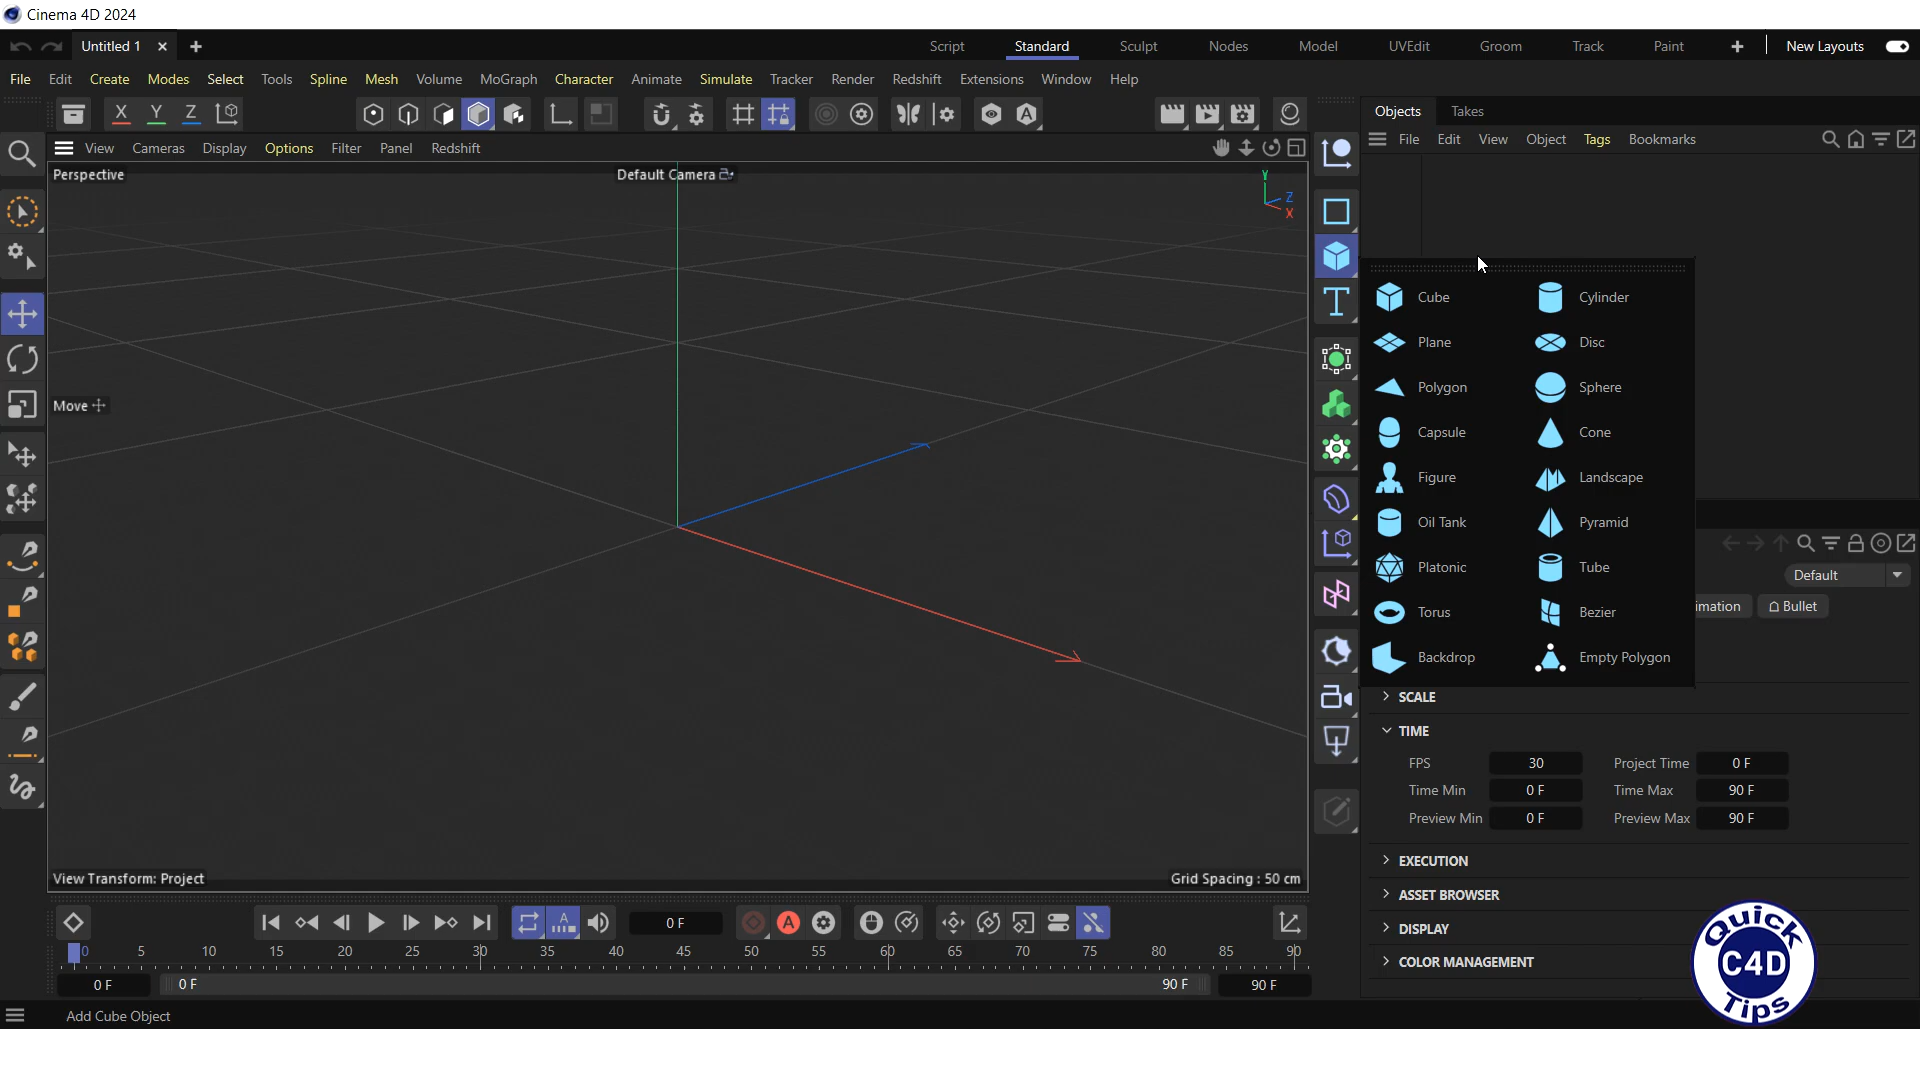 Cinema 4D 2024
Untitled 1 × +
Script Standard Sculpt Nodes Model UVEdit Groom Track Paint + New Layouts
File Edit Create Modes Select Tools Spline Mesh Volume MoGraph Character Animate Simulate Tracker Render Redshift Extensions Window Help
X Y Z A
Objects Takes
File Edit View Object Tags Bookmarks
View Cameras Display Options Filter Panel Redshift
Perspective
Default Camera
Y
Z
X
T
Cube Cylinder
Plane Disc
Polygon Sphere
Move
Capsule Cone
Figure Landscape
Oil Tank Pyramid
Platonic Tube
Default
Torus Bezier
imation Bullet
Backdrop Empty Polygon
SCALE
TIME
FPS 30 Project Time 0 F
Time Min 0 F Time Max 90 F
Preview Min 0 F Preview Max 90 F
EXECUTION
View Transform: Project
Grid Spacing : 50 cm
ASSET BROWSER
DISPLAY
COLOR MANAGEMENT
A 0 F A
0 5 10 15 20 25 30 35 40 45 50 55 60 65 70 75 80 85 90
0 F 0 F 90 F 90 F
Quick
C4D
Tips
Add Cube Object